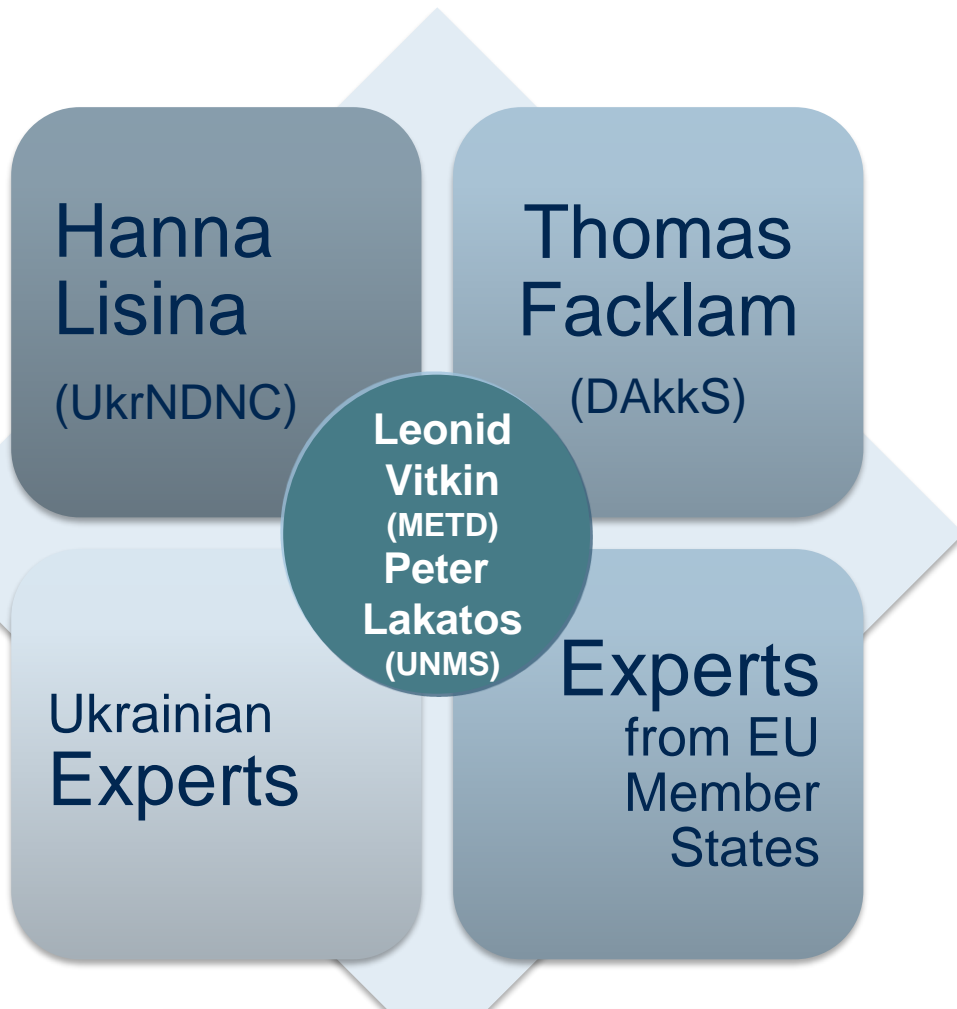 Hanna
Lisina
(UkrNDNC)
Thomas
Facklam
(DAkkS)
Leonid
Vitkin
(METD)
Peter
Lakatos
(UNMS)
Ukrainian
Experts
Experts
from EU
Member
States